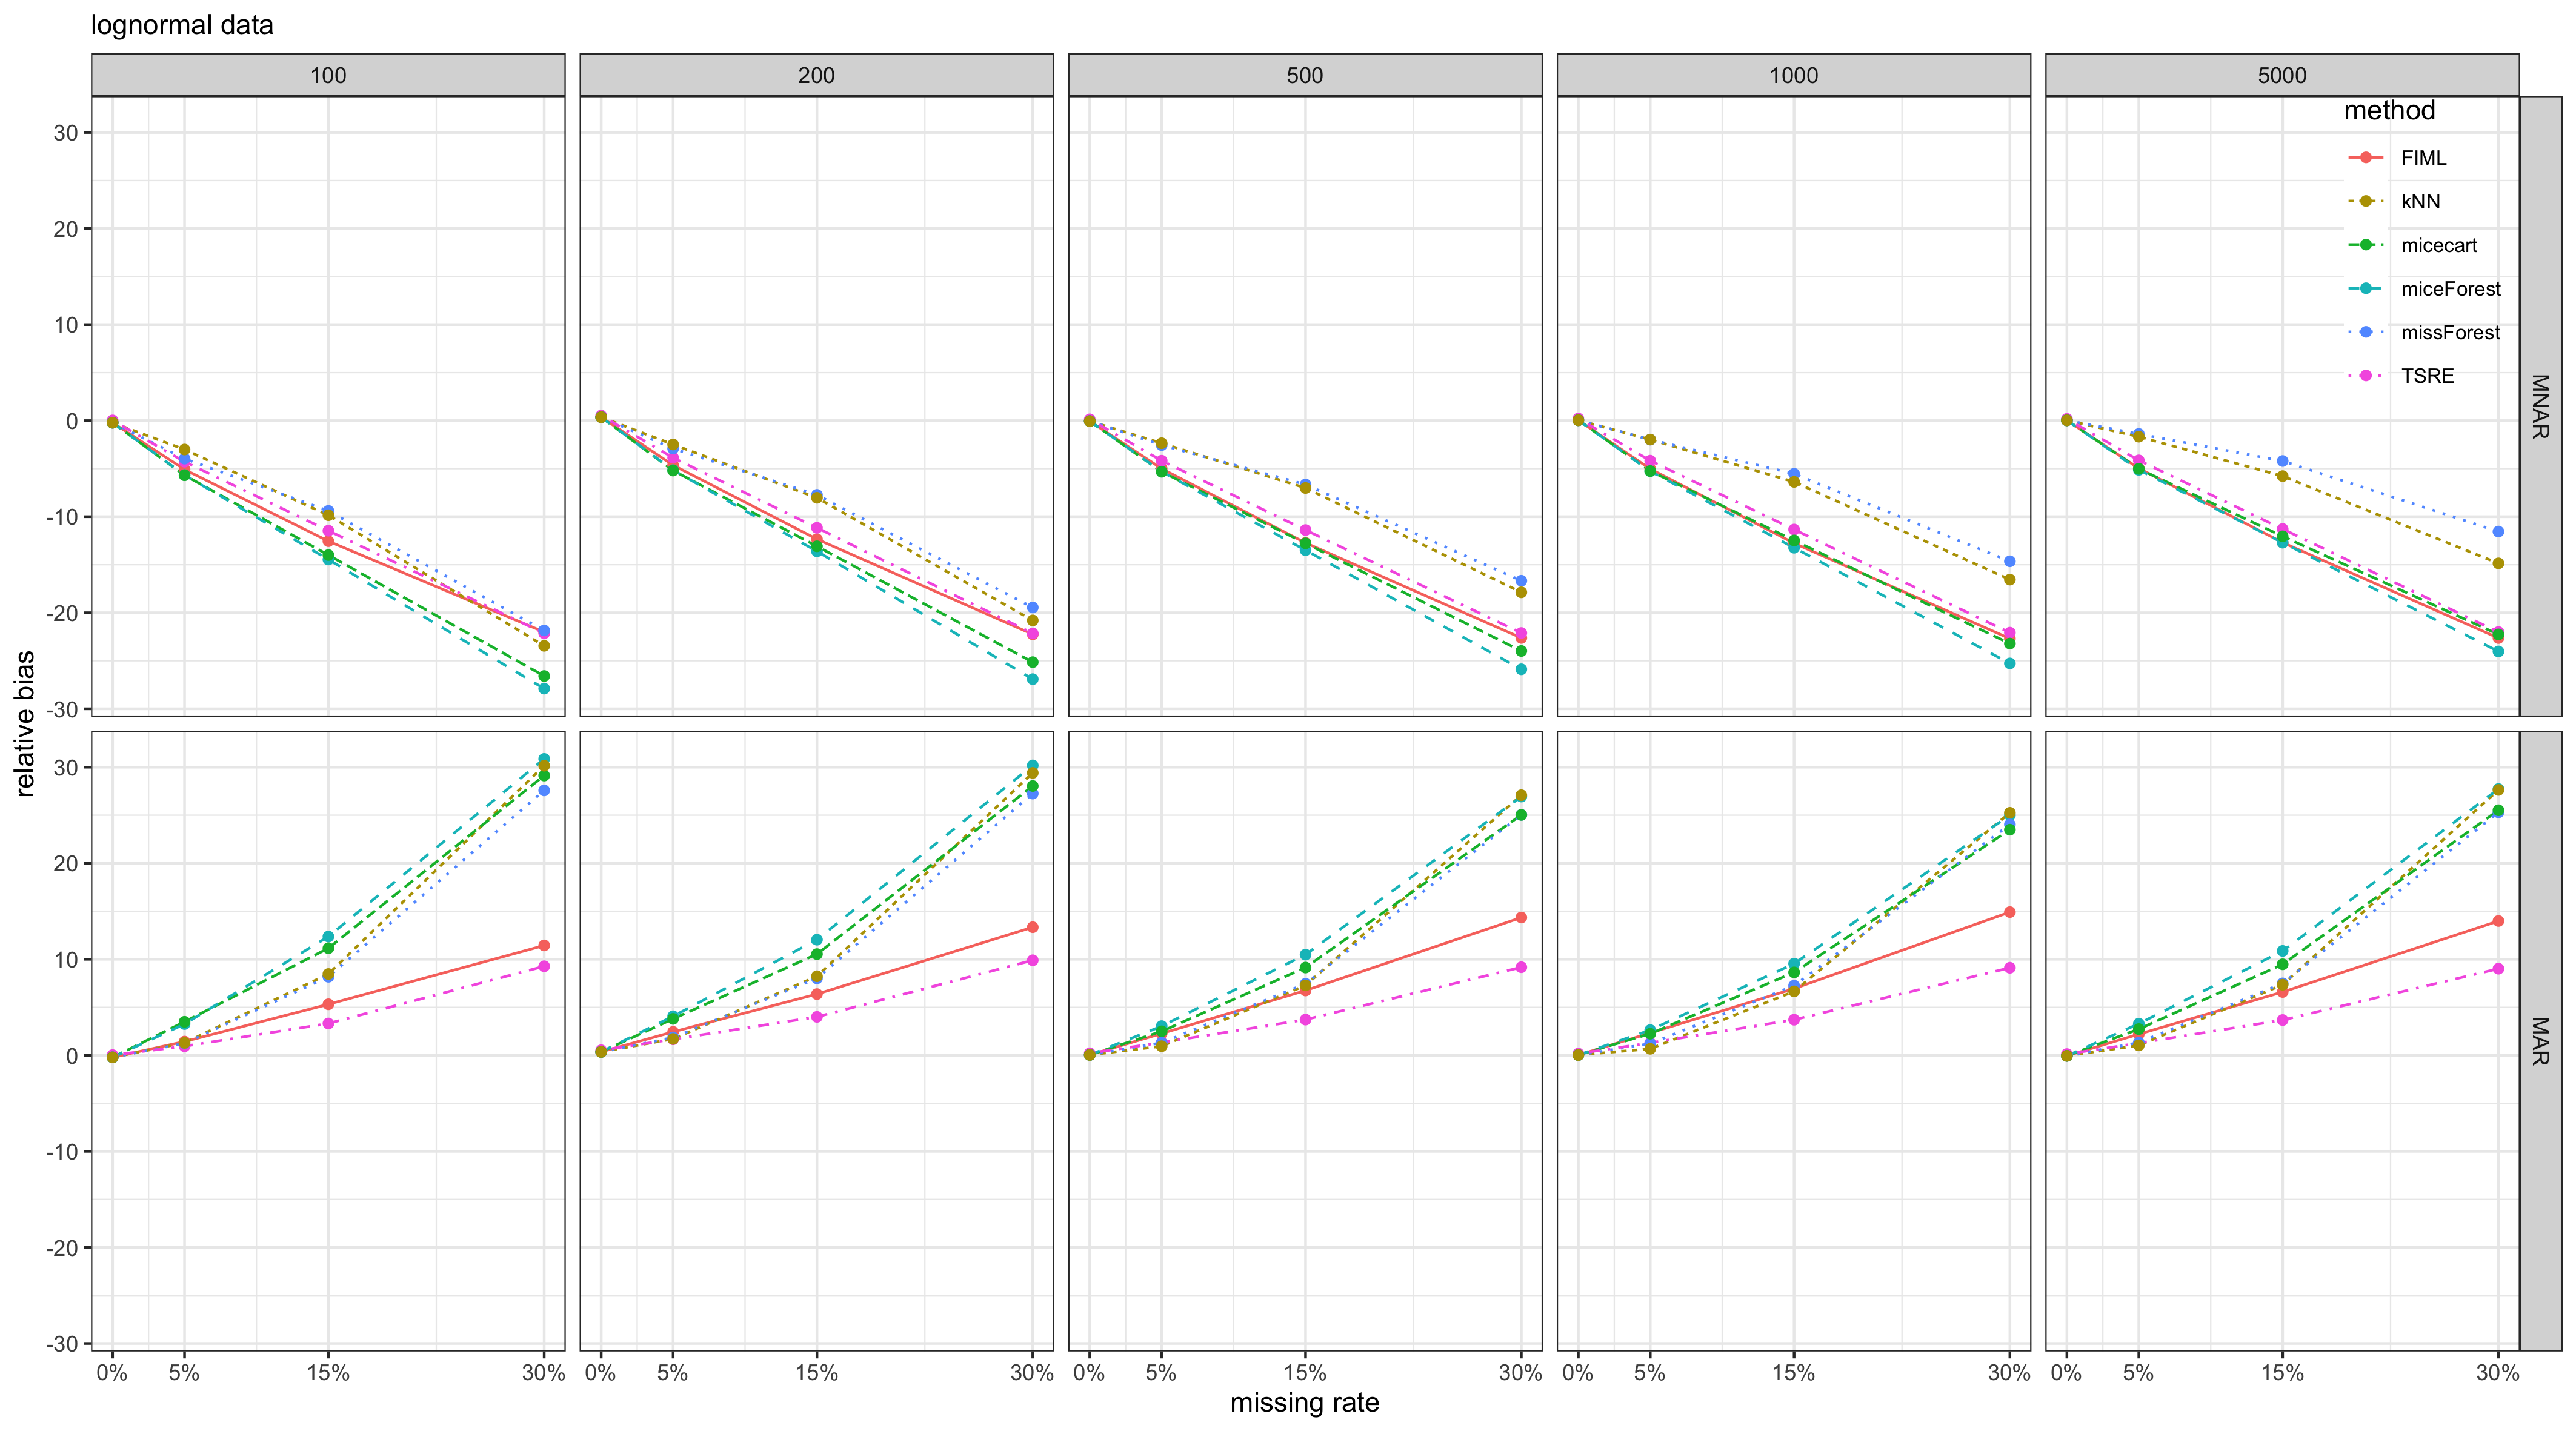 lognormal data
100 200 500 1000 5000
method
FIML
kNN
micecart
miceForest
missForest
TSRE
30
20
10
0
-10
-20
-30
MNAR
relative bias
30
20
10
0
-10
-20
-30
MAR
0% 5% 15% 30% 0% 5% 15% 30% 0% 5% 15% 30% 0% 5% 15% 30% 0% 5% 15% 30%
missing rate